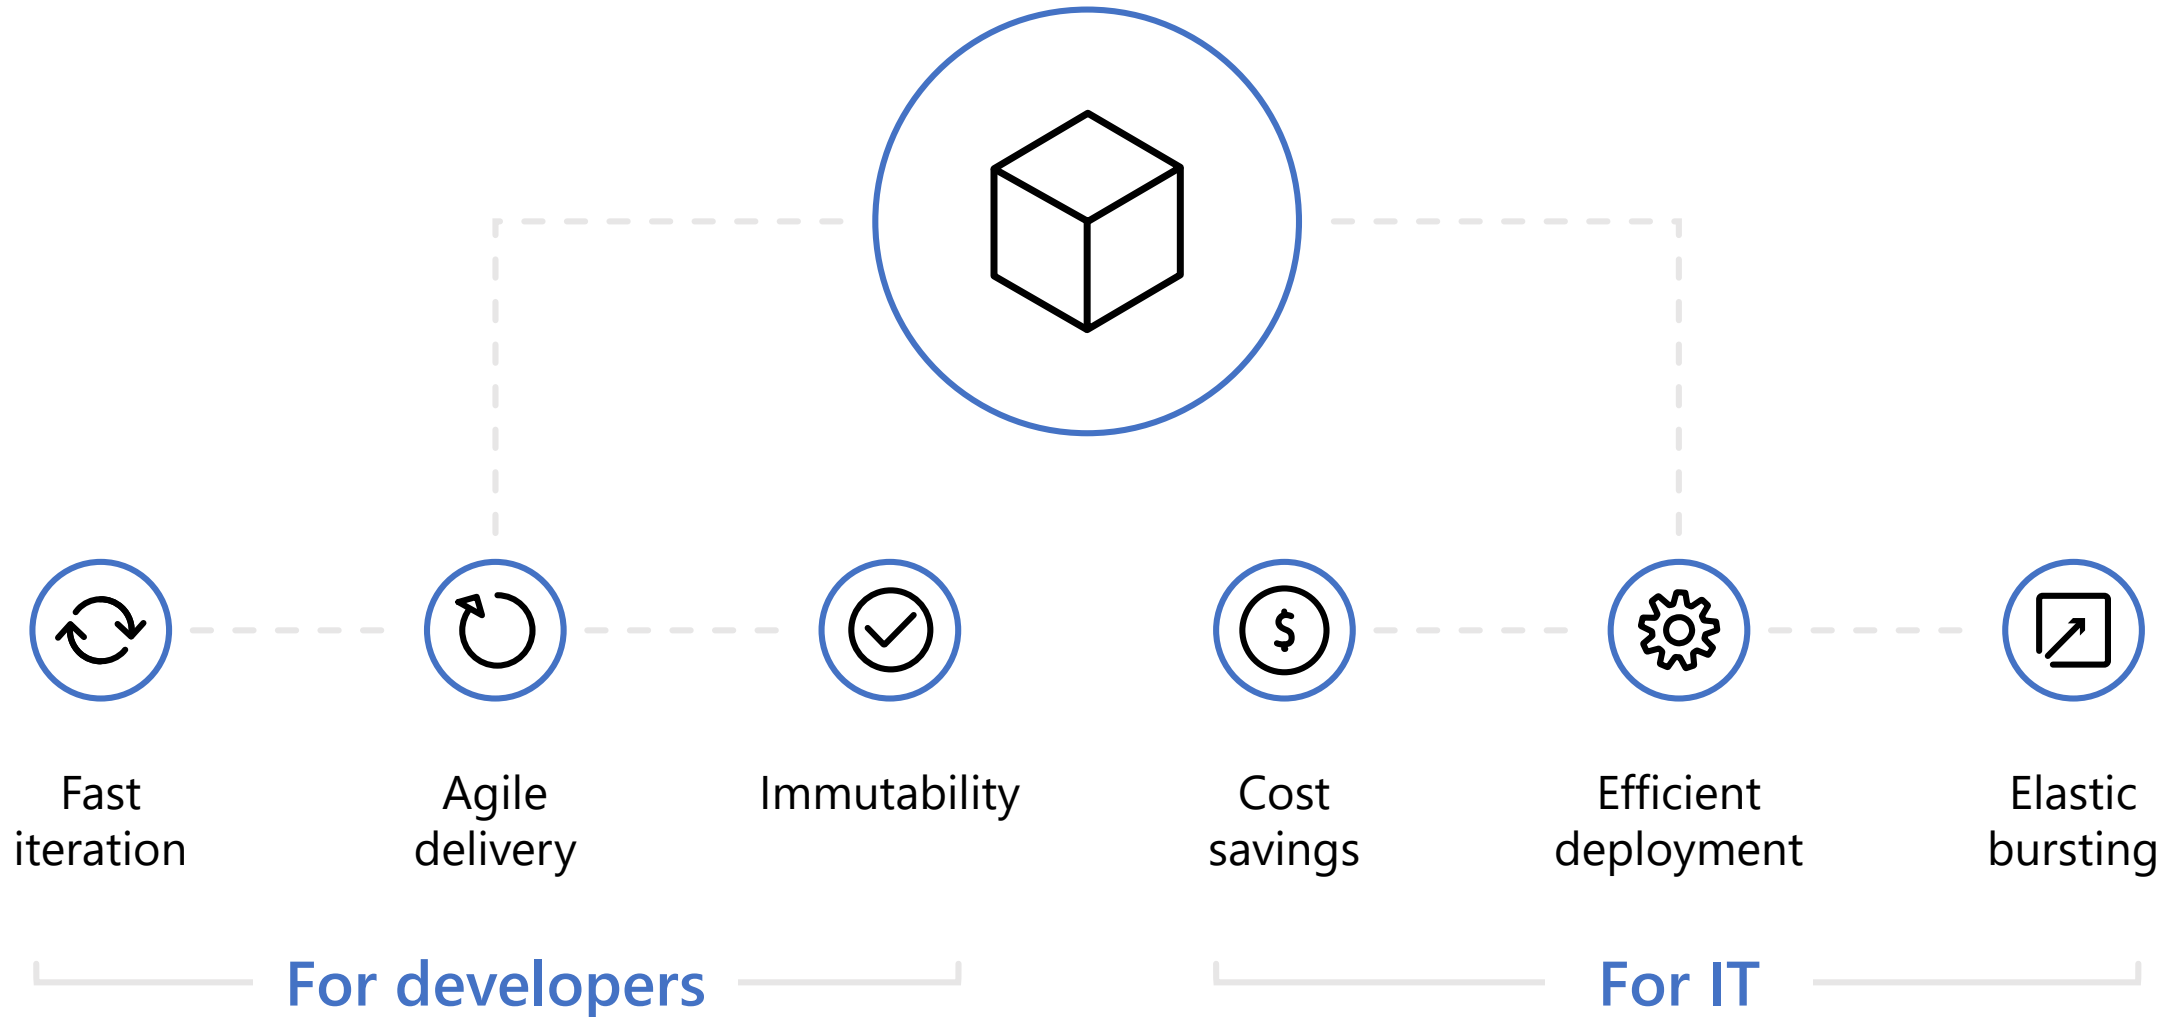 Fast
iteration
Agile
delivery
Immutability
Cost
savings
Efficient
deployment
Elastic
bursting
For developers
For IT